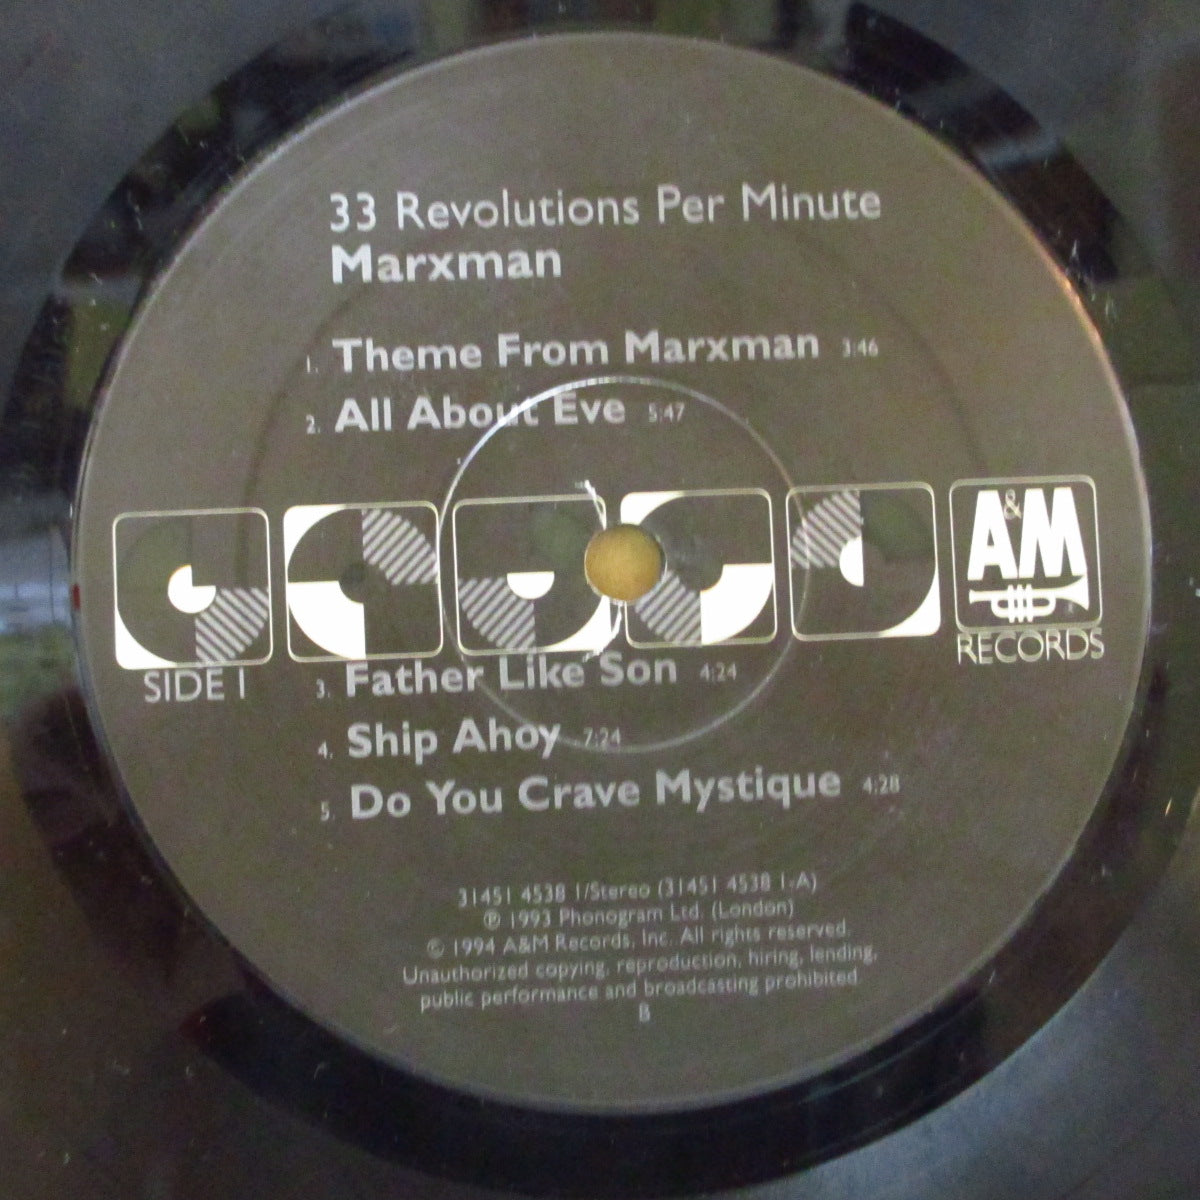 33 Revolutions Per Minute
Marxman
1. Theme From Marxman 3:46
2. All About Eve 5:47
A&M
RECORDS
SIDE 1
3. Father Like Son 4:24
4. Ship Ahoy 7:24
5. Do You Crave Mystique 4:28
31451 4538 1/Stereo (31451 4538 1-A)
℗ 1993 Phonogram Ltd. (London)
© 1994 A&M Records, Inc. All rights reserved.
Unauthorized copying, reproduction, hiring, lending,
public performance and broadcasting prohibited
B